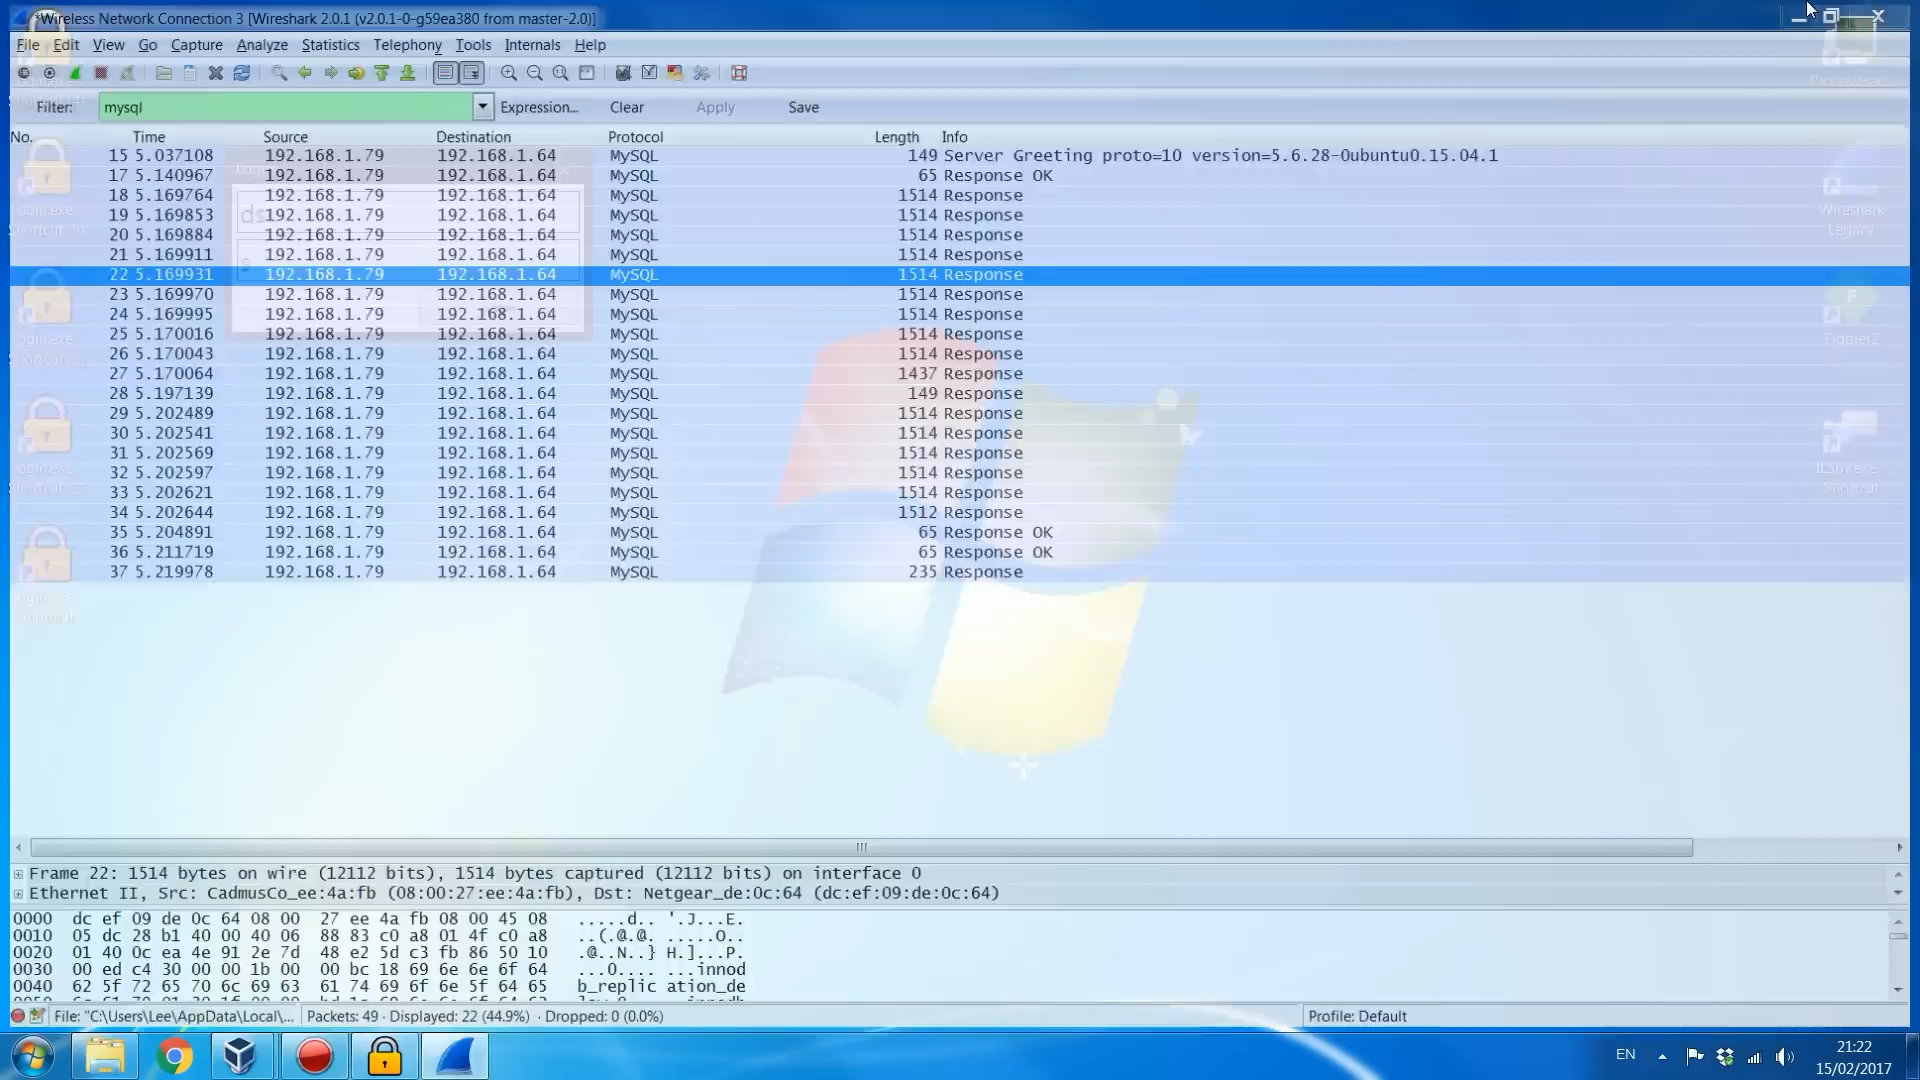 *Wireless Network Connection 3 [Wireshark 2.0.1 (v2.0.1-0-g59ea380 from master-2.0)]
File Edit View Go Capture Analyze Statistics Telephony Tools Internals Help
Filter: mysql Expression... Clear Apply Save
No. Time Source Destination Protocol Length Info
15 5.037108 192.168.1.79 192.168.1.64 MySQL 149 Server Greeting proto=10 version=5.6.28-0ubuntu0.15.04.1
17 5.140967 192.168.1.79 192.168.1.64 MySQL 65 Response OK
18 5.169764 192.168.1.79 192.168.1.64 MySQL 1514 Response
19 5.169853 192.168.1.79 192.168.1.64 MySQL 1514 Response
20 5.169884 192.168.1.79 192.168.1.64 MySQL 1514 Response
21 5.169911 192.168.1.79 192.168.1.64 MySQL 1514 Response
22 5.169931 192.168.1.79 192.168.1.64 MySQL 1514 Response
23 5.169970 192.168.1.79 192.168.1.64 MySQL 1514 Response
24 5.169995 192.168.1.79 192.168.1.64 MySQL 1514 Response
25 5.170016 192.168.1.79 192.168.1.64 MySQL 1514 Response
26 5.170043 192.168.1.79 192.168.1.64 MySQL 1514 Response
27 5.170064 192.168.1.79 192.168.1.64 MySQL 1437 Response
28 5.197139 192.168.1.79 192.168.1.64 MySQL 149 Response
29 5.202489 192.168.1.79 192.168.1.64 MySQL 1514 Response
30 5.202541 192.168.1.79 192.168.1.64 MySQL 1514 Response
31 5.202569 192.168.1.79 192.168.1.64 MySQL 1514 Response
32 5.202597 192.168.1.79 192.168.1.64 MySQL 1514 Response
33 5.202621 192.168.1.79 192.168.1.64 MySQL 1514 Response
34 5.202644 192.168.1.79 192.168.1.64 MySQL 1512 Response
35 5.204891 192.168.1.79 192.168.1.64 MySQL 65 Response OK
36 5.211719 192.168.1.79 192.168.1.64 MySQL 65 Response OK
37 5.219978 192.168.1.79 192.168.1.64 MySQL 235 Response
Wireshark
Legacy
Shortcut
Frame 22: 1514 bytes on wire (12112 bits), 1514 bytes captured (12112 bits) on interface 0
Ethernet II, Src: CadmusCo_ee:4a:fb (08:00:27:ee:4a:fb), Dst: Netgear_de:0c:64 (dc:ef:09:de:0c:64)
0000 dc ef 09 de 0c 64 08 00 27 ee 4a fb 08 00 45 08 .....d.. '.J...E.
0010 05 dc 28 b1 40 00 40 06 88 83 c0 a8 01 4f c0 a8 ..(.@.@. .....O..
0020 01 40 0c ea 4e 91 2e 7d 48 e2 5d c3 fb 86 50 10 .@..N..} H.]...P.
0030 00 ed c4 30 00 00 1b 00 00 bc 18 69 6e 6e 6f 64 ...0.... ...innod
0040 62 5f 72 65 70 6c 69 63 61 74 69 6f 6e 5f 64 65 b_replic ation_de
File: "C:\Users\Lee\AppData\Local\... Packets: 49 · Displayed: 22 (44.9%) · Dropped: 0 (0.0%) Profile: Default
EN 21:22
15/02/2017